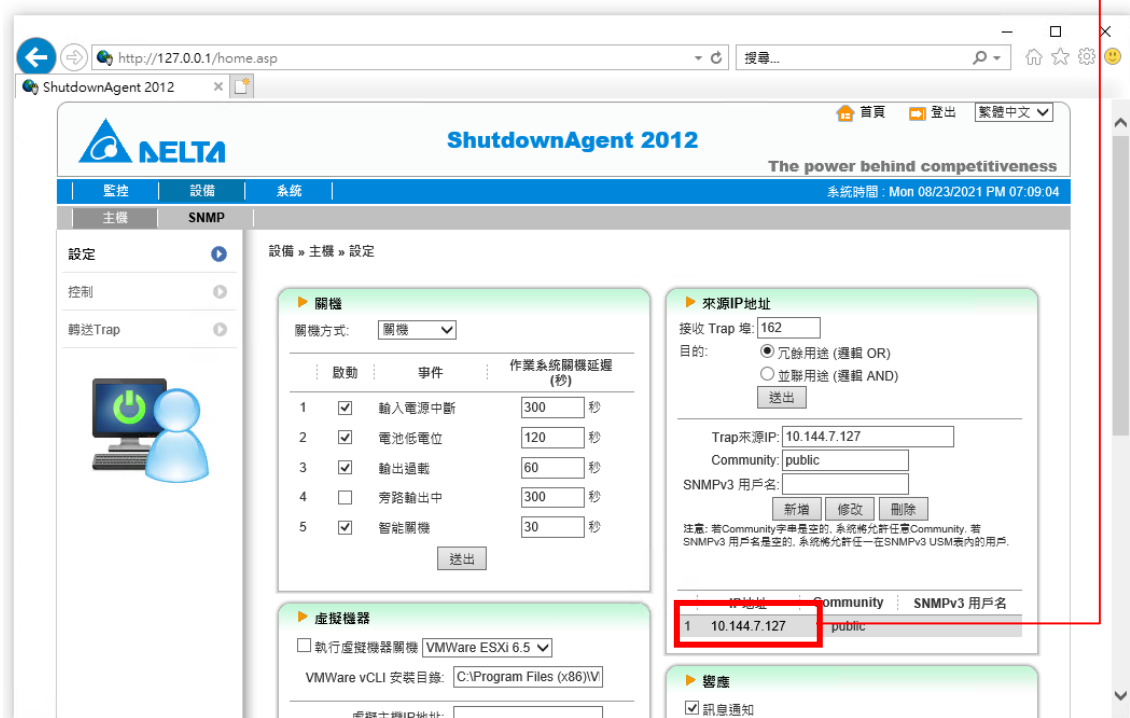 http://127.0.0.1/home.asp
搜尋...
ShutdownAgent 2012
首頁 登出 繁體中文
DELTA
ShutdownAgent 2012
The power behind competitiveness
監控 設備 系統
系統時間 : Mon 08/23/2021 PM 07:09:04
主機 SNMP
設定
控制
轉送Trap
設備 » 主機 » 設定
關機
關機方式: 關機
啟動 事件 作業系統關機延遲
(秒)
1 輸入電源中斷 300 秒
2 電池低電位 120 秒
3 輸出過載 60 秒
4 旁路輸出中 300 秒
5 智能關機 30 秒
送出
虛擬機器
執行虛擬機器關機 VMWare ESXi 6.5
VMWare vCLI 安裝目錄: C:\Program Files (x86)\VI
虛擬主機IP地址:
來源IP地址
接收 Trap 埠: 162
目的: 冗餘用途 (邏輯 OR)
並聯用途 (邏輯 AND)
送出
Trap來源IP: 10.144.7.127
Community: public
SNMPv3 用戶名:
新增 修改 刪除
注意: 若Community字串是空的, 系統將允許任意Community. 若
SNMPv3 用戶名是空的, 系統將允許任一在SNMPv3 USM表內的用戶.
IP地址 Community SNMPv3 用戶名
1 10.144.7.127 public
響應
訊息通知